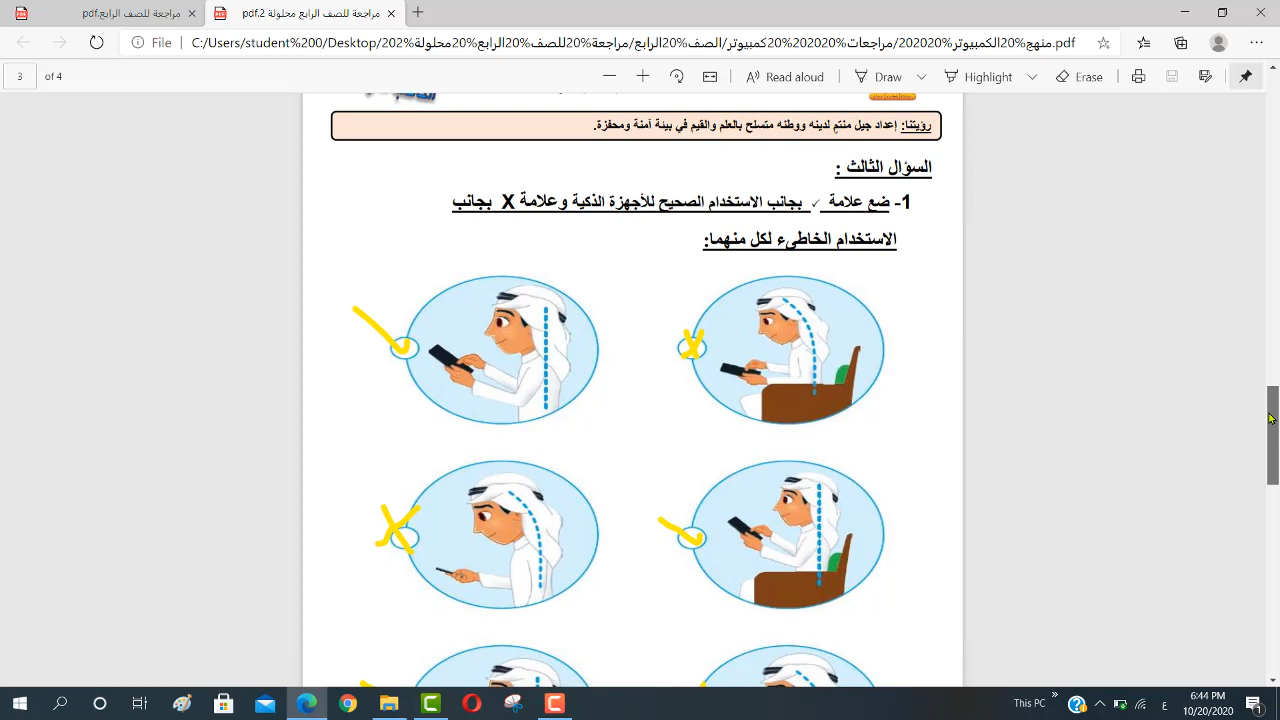 مراجعة للصف الرابع.pdf
مراجعة للصف الرابع محلولة 2.pdf
File
C:/Users/student%200/Desktop/منهج%20الكمبيوتر%202020/مراجعات%202020%20كمبيوتر/الصف%20الرابع/مراجعة%20للصف%20الرابع%20محلولة%202.pdf
3 of 4
Read aloud
Draw
Highlight
Erase
رؤيتنا: إعداد جيل منتم لدينه ووطنه متسلح بالعلم والقيم في بيئة آمنة ومحفزة.
السؤال الثالث :
1- ضع علامة ✓ بجانب الاستخدام الصحيح للأجهزة الذكية وعلامة X بجانب
الاستخدام الخاطىء لكل منهما:
This PC
ع
6:44 PM
10/20/2020